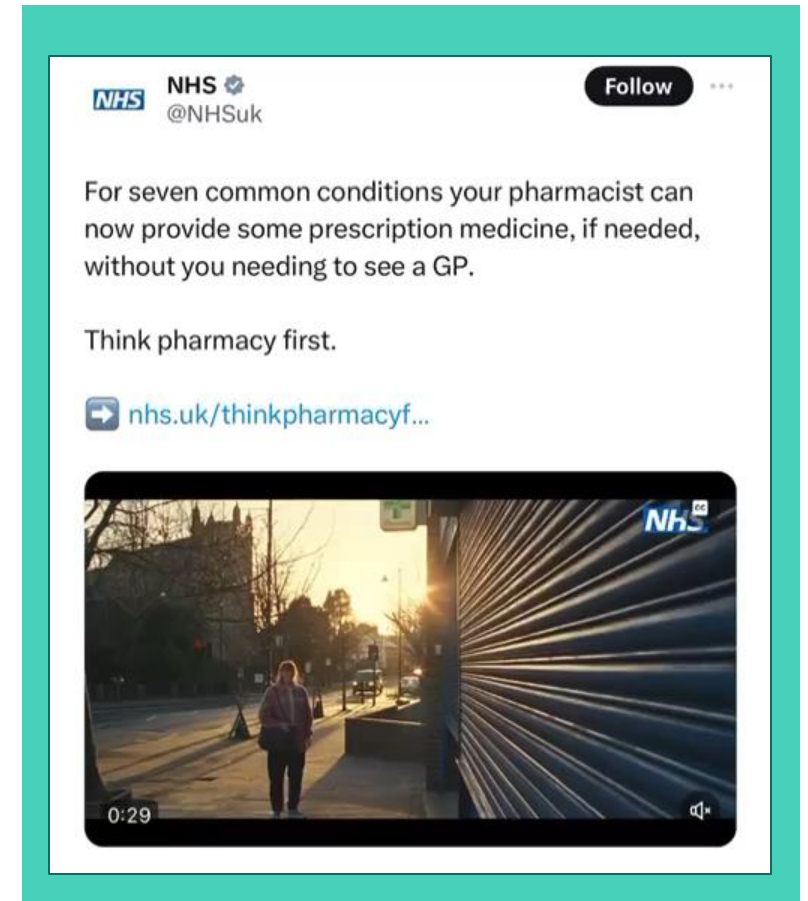 NHS
NHS
@NHSuk
Follow
For seven common conditions your pharmacist can
now provide some prescription medicine, if needed,
without you needing to see a GP.
Think pharmacy first.
nhs.uk/thinkpharmacyf...
NHS
cc
0:29